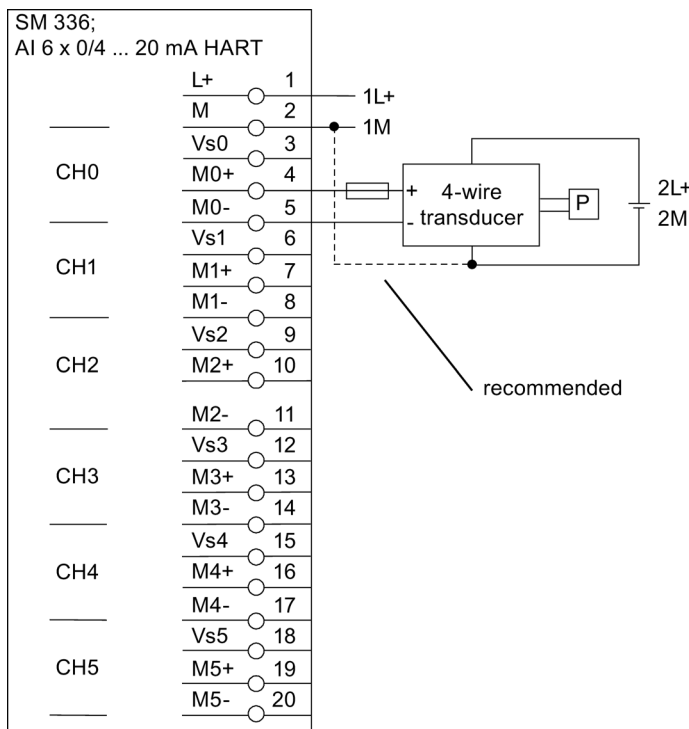 SM 336;
AI 6 x 0/4 ... 20 mA HART
L+ 1
1L+
M 2
1M
Vs0 3
CH0
M0+ 4
M0- 5
+ 4-wire
- transducer
P
2L+
2M
Vs1 6
CH1
M1+ 7
M1- 8
Vs2 9
CH2
M2+ 10
recommended
M2- 11
Vs3 12
CH3
M3+ 13
M3- 14
Vs4 15
CH4
M4+ 16
M4- 17
Vs5 18
CH5
M5+ 19
M5- 20